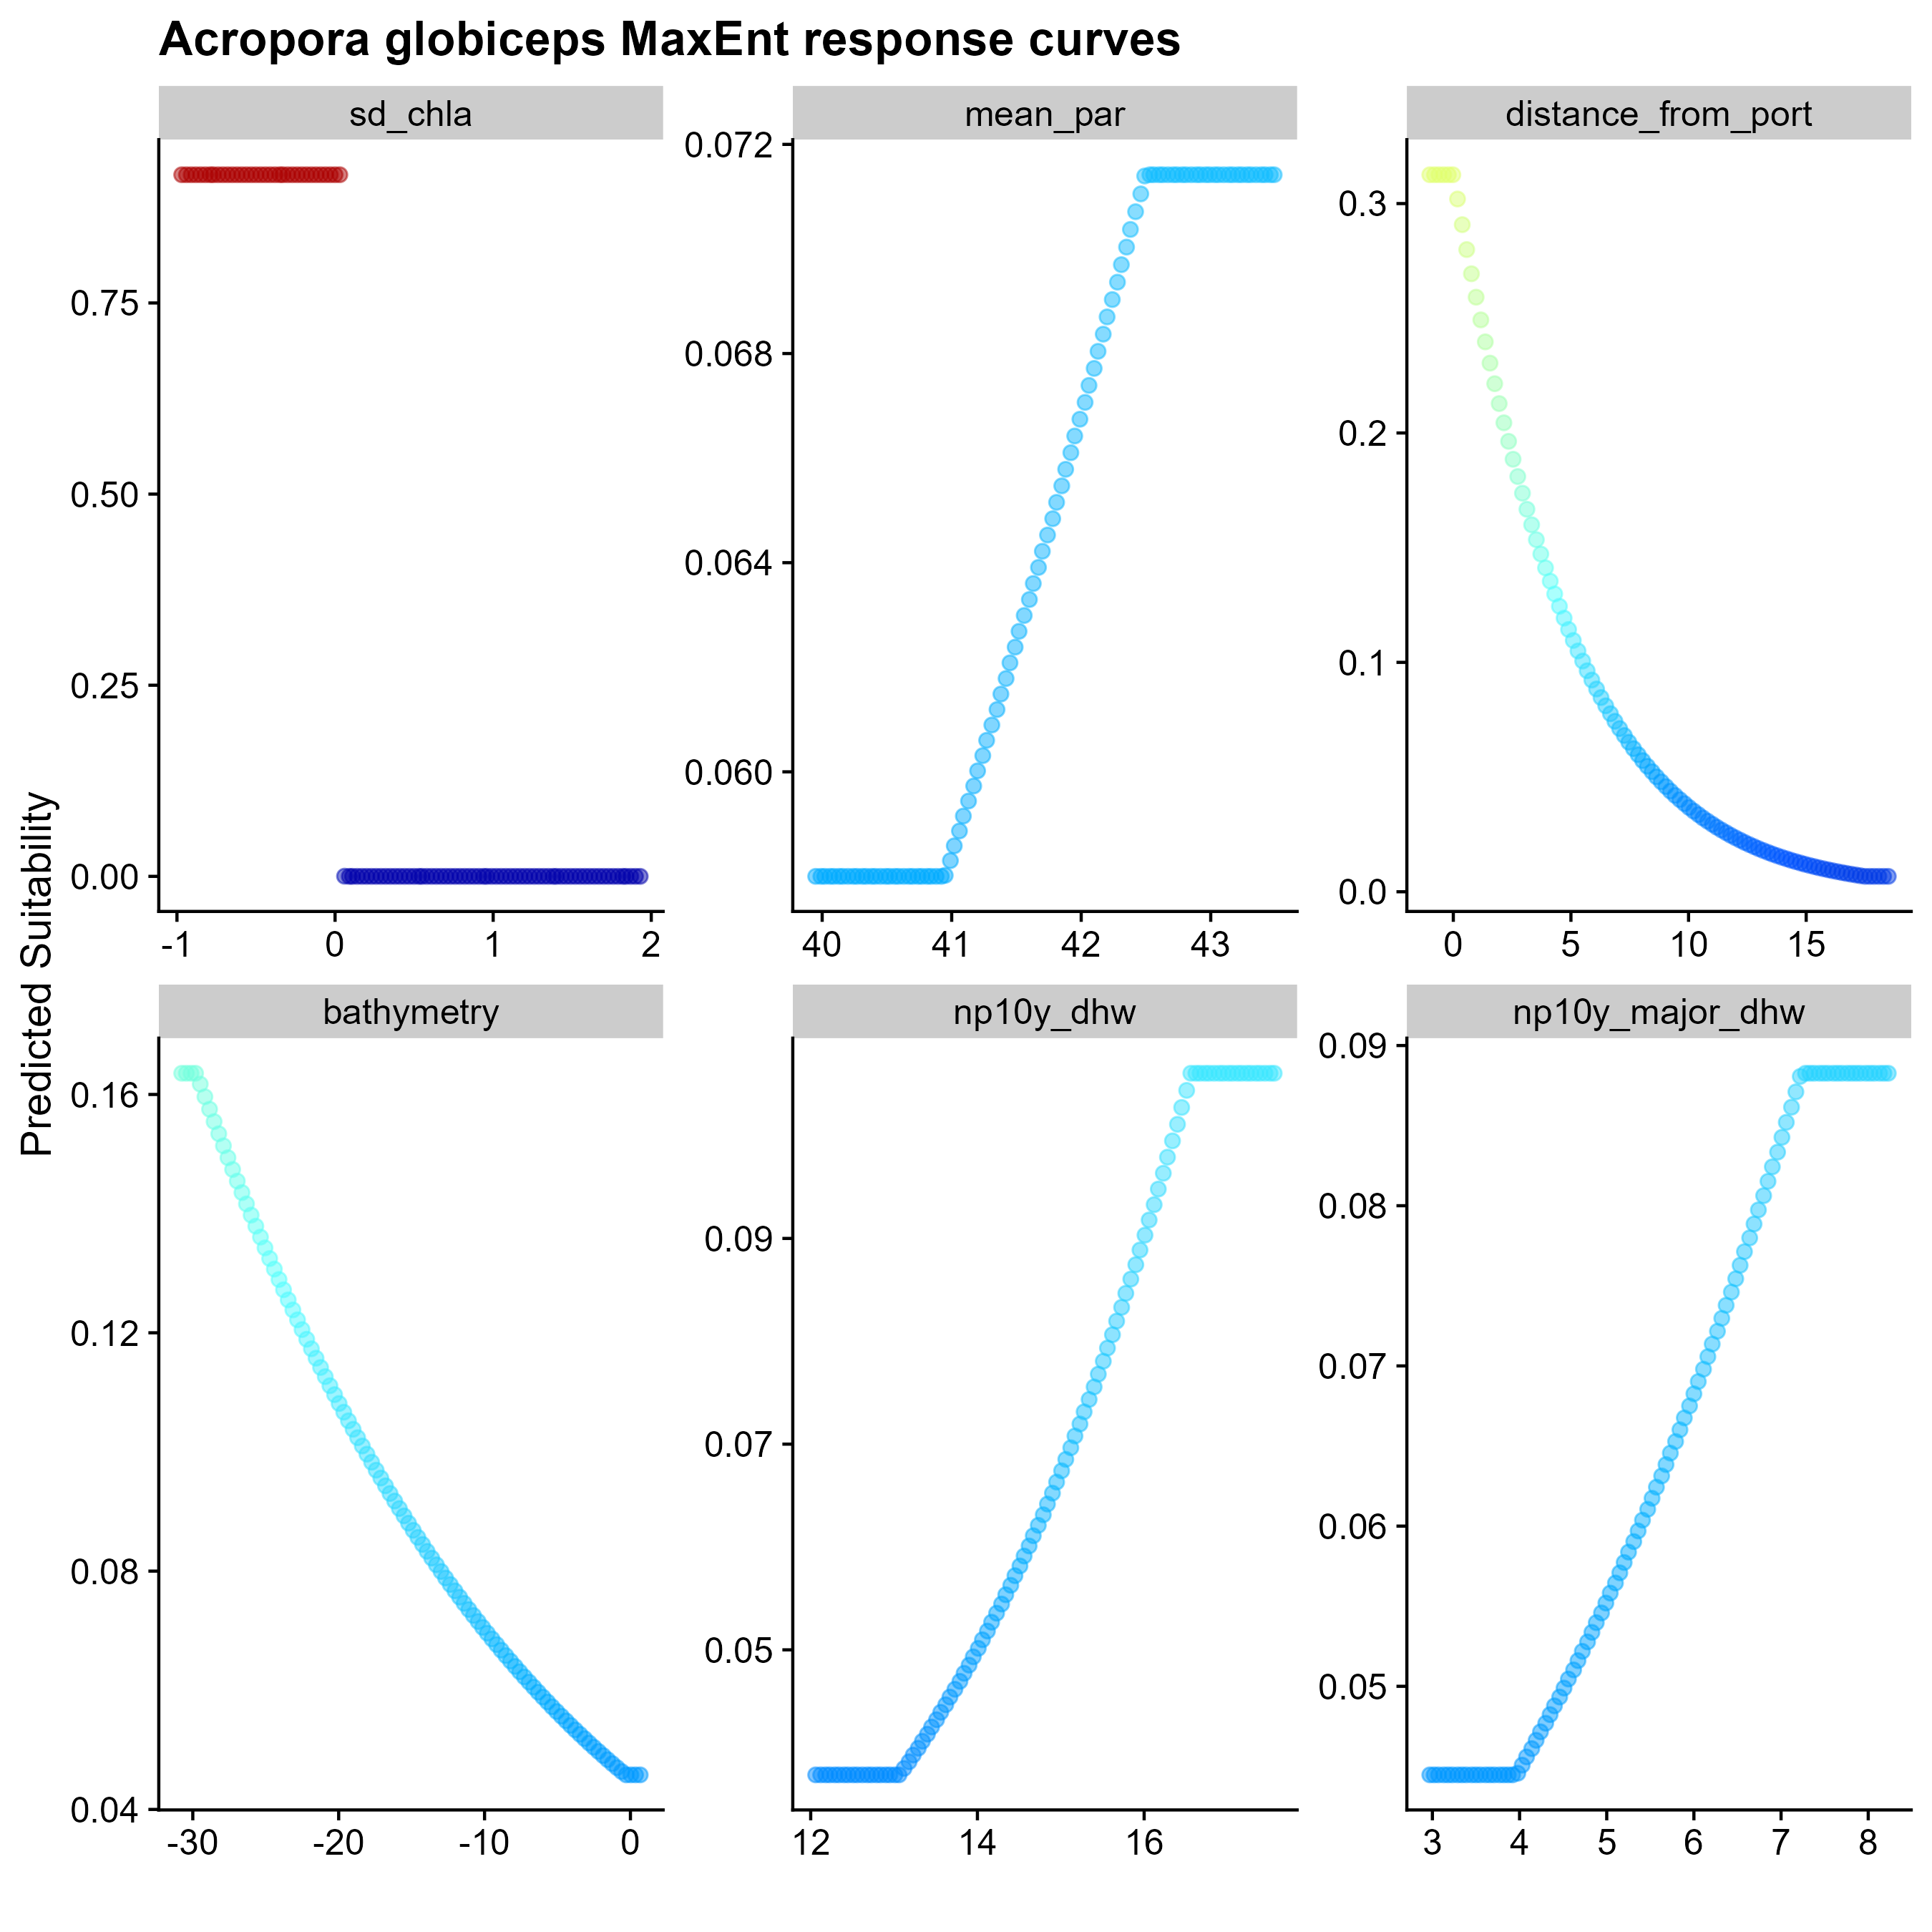 Acropora globiceps MaxEnt response curves
sd_chla
mean_par
distance_from_port
0.75
0.50
0.25
0.00
-1 0 1 2
0.072
0.068
0.064
0.060
40 41 42 43
0.3
0.2
0.1
0.0
0 5 10 15
Predicted Suitability
bathymetry
np10y_dhw
np10y_major_dhw
0.16
0.12
0.08
0.04
-30 -20 -10 0
0.09
0.07
0.05
12 14 16
0.09
0.08
0.07
0.06
0.05
3 4 5 6 7 8